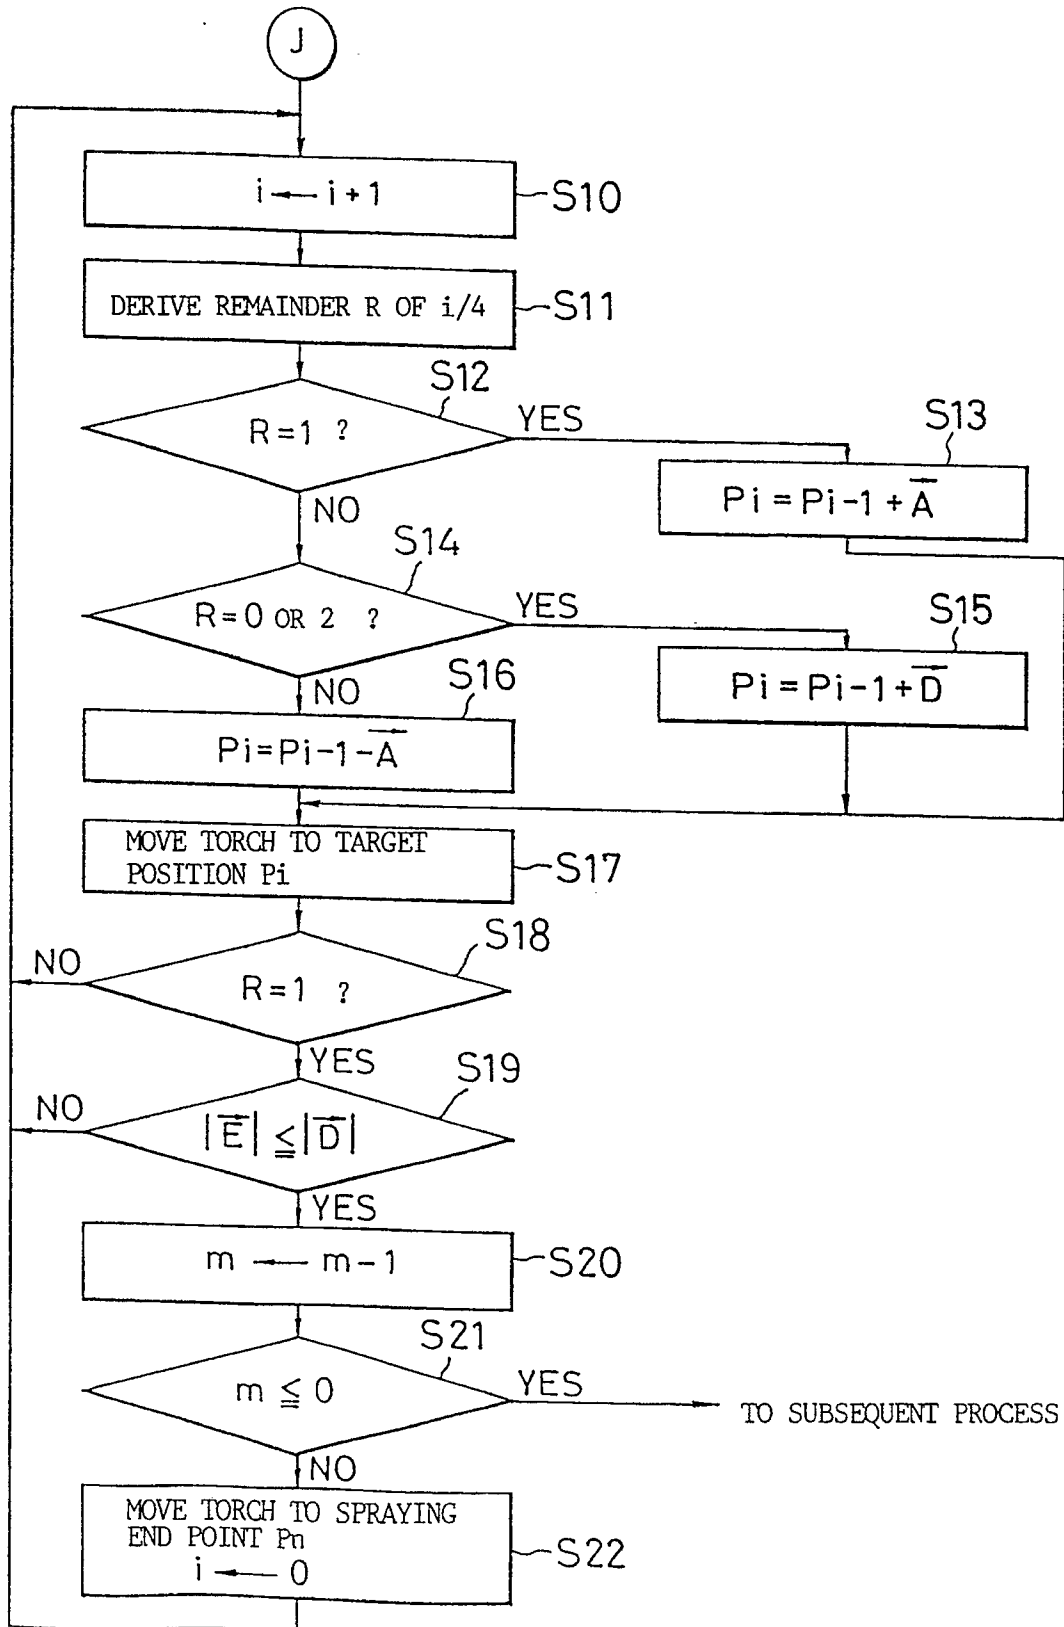 J
i ← i + 1
S10
DERIVE REMAINDER R OF i/4
S11
S12
R = 1 ?
YES
S13
Pi = Pi-1 + A⃗
NO
S14
R = 0 OR 2 ?
YES
S15
Pi = Pi-1 + D⃗
NO
S16
Pi = Pi-1 - A⃗
MOVE TORCH TO TARGET
POSITION Pi
S17
S18
NO
R = 1 ?
YES
S19
NO
|E⃗| ≦ |D⃗|
YES
m ← m - 1
S20
S21
m ≦ 0
YES
TO SUBSEQUENT PROCESS
NO
MOVE TORCH TO SPRAYING
END POINT Pn
i ← 0
S22